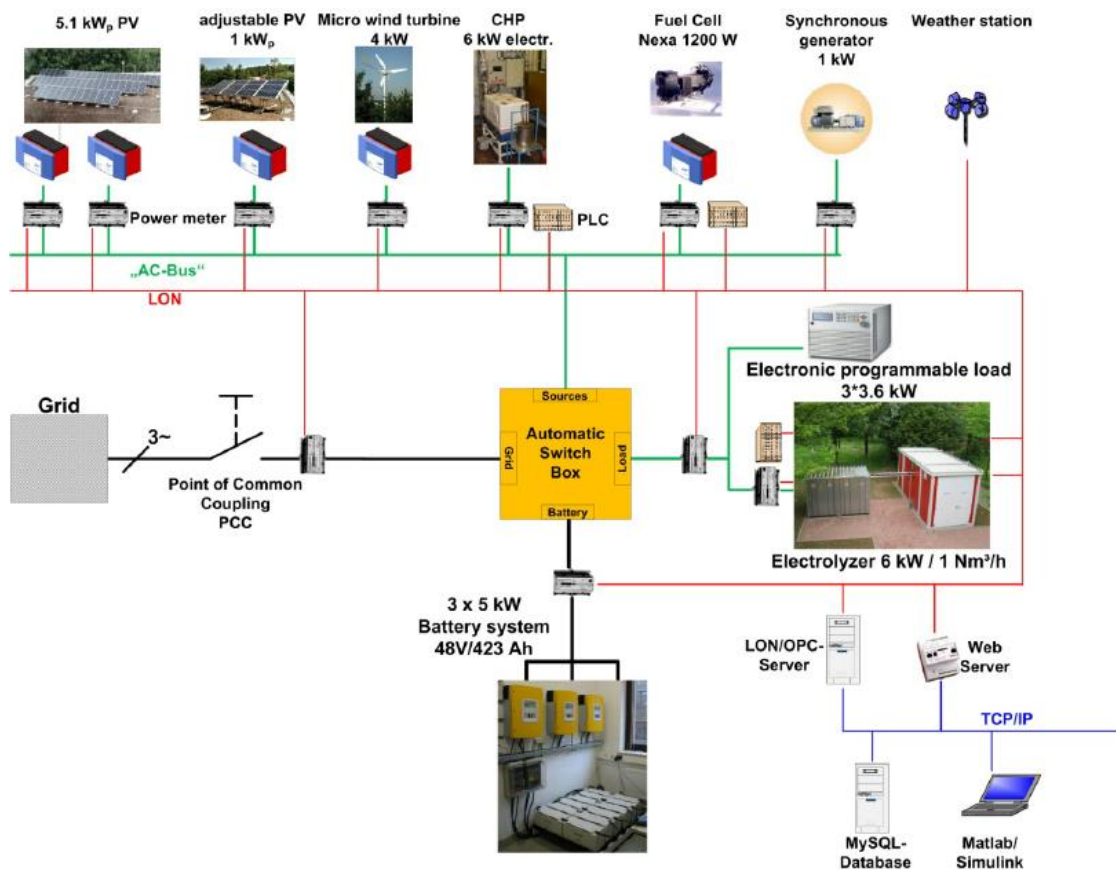 5.1 kWp PV
adjustable PV
1 kWp
Micro wind turbine
4 kW
CHP
6 kW electr.
Fuel Cell
Nexa 1200 W
Synchronous
generator
1 kW
Weather station
Power meter
PLC
„AC-Bus“
LON
Electronic programmable load
3*3.6 kW
Grid
3~
Point of Common
Coupling
PCC
Sources
Grid
Automatic
Switch
Box
Load
Battery
Electrolyzer 6 kW / 1 Nm³/h
3 x 5 kW
Battery system
48V/423 Ah
LON/OPC-
Server
Web
Server
TCP/IP
MySQL-
Database
Matlab/
Simulink